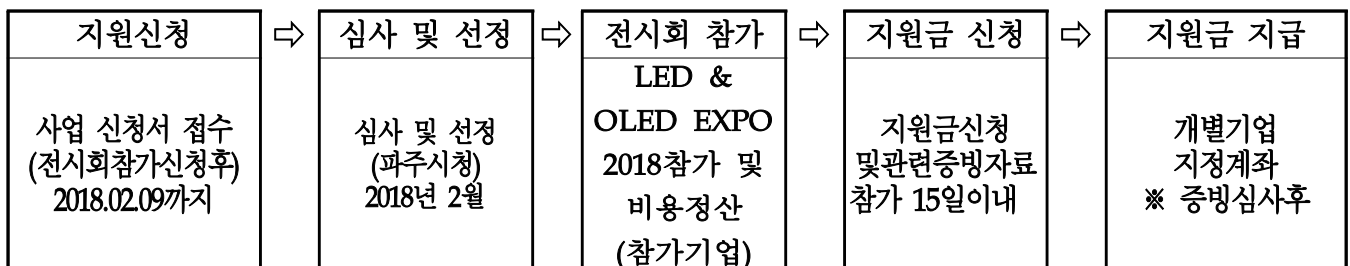 지원신청
⇨
심사 및 선정
⇨
전시회 참가
⇨
지원금 신청
⇨
지원금 지급
사업 신청서 접수
(전시회참가신청후)
2018.02.09까지
심사 및 선정
(파주시청)
2018년 2월
LED &
OLED EXPO
2018참가 및
비용정산
(참가기업)
지원금신청
및관련증빙자료
참가 15일이내
개별기업
지정계좌
※ 증빙심사후